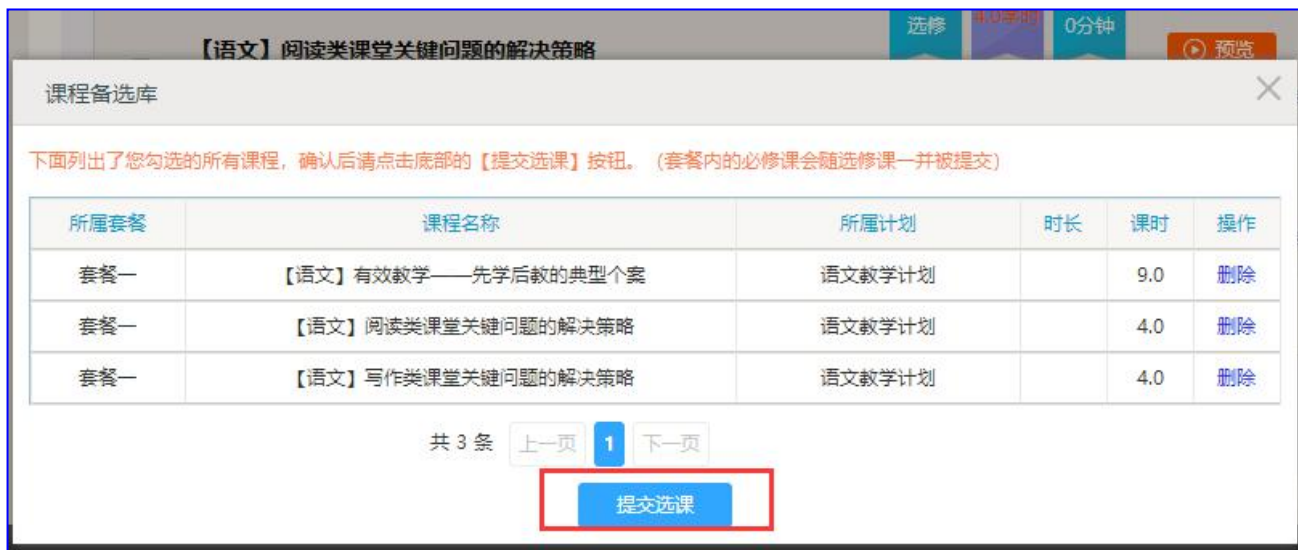 【语文】阅读类课堂关键问题的解决策略
选修
4.0学时
0分钟
预览
课程备选库
下面列出了您勾选的所有课程，确认后请点击底部的【提交选课】按钮。（套餐内的必修课会随选修课一并被提交）
所属套餐 课程名称 所属计划 时长 课时 操作
套餐一 【语文】有效教学——先学后教的典型个案 语文教学计划 9.0 删除
套餐一 【语文】阅读类课堂关键问题的解决策略 语文教学计划 4.0 删除
套餐一 【语文】写作类课堂关键问题的解决策略 语文教学计划 4.0 删除
共 3 条 上一页 1 下一页
提交选课